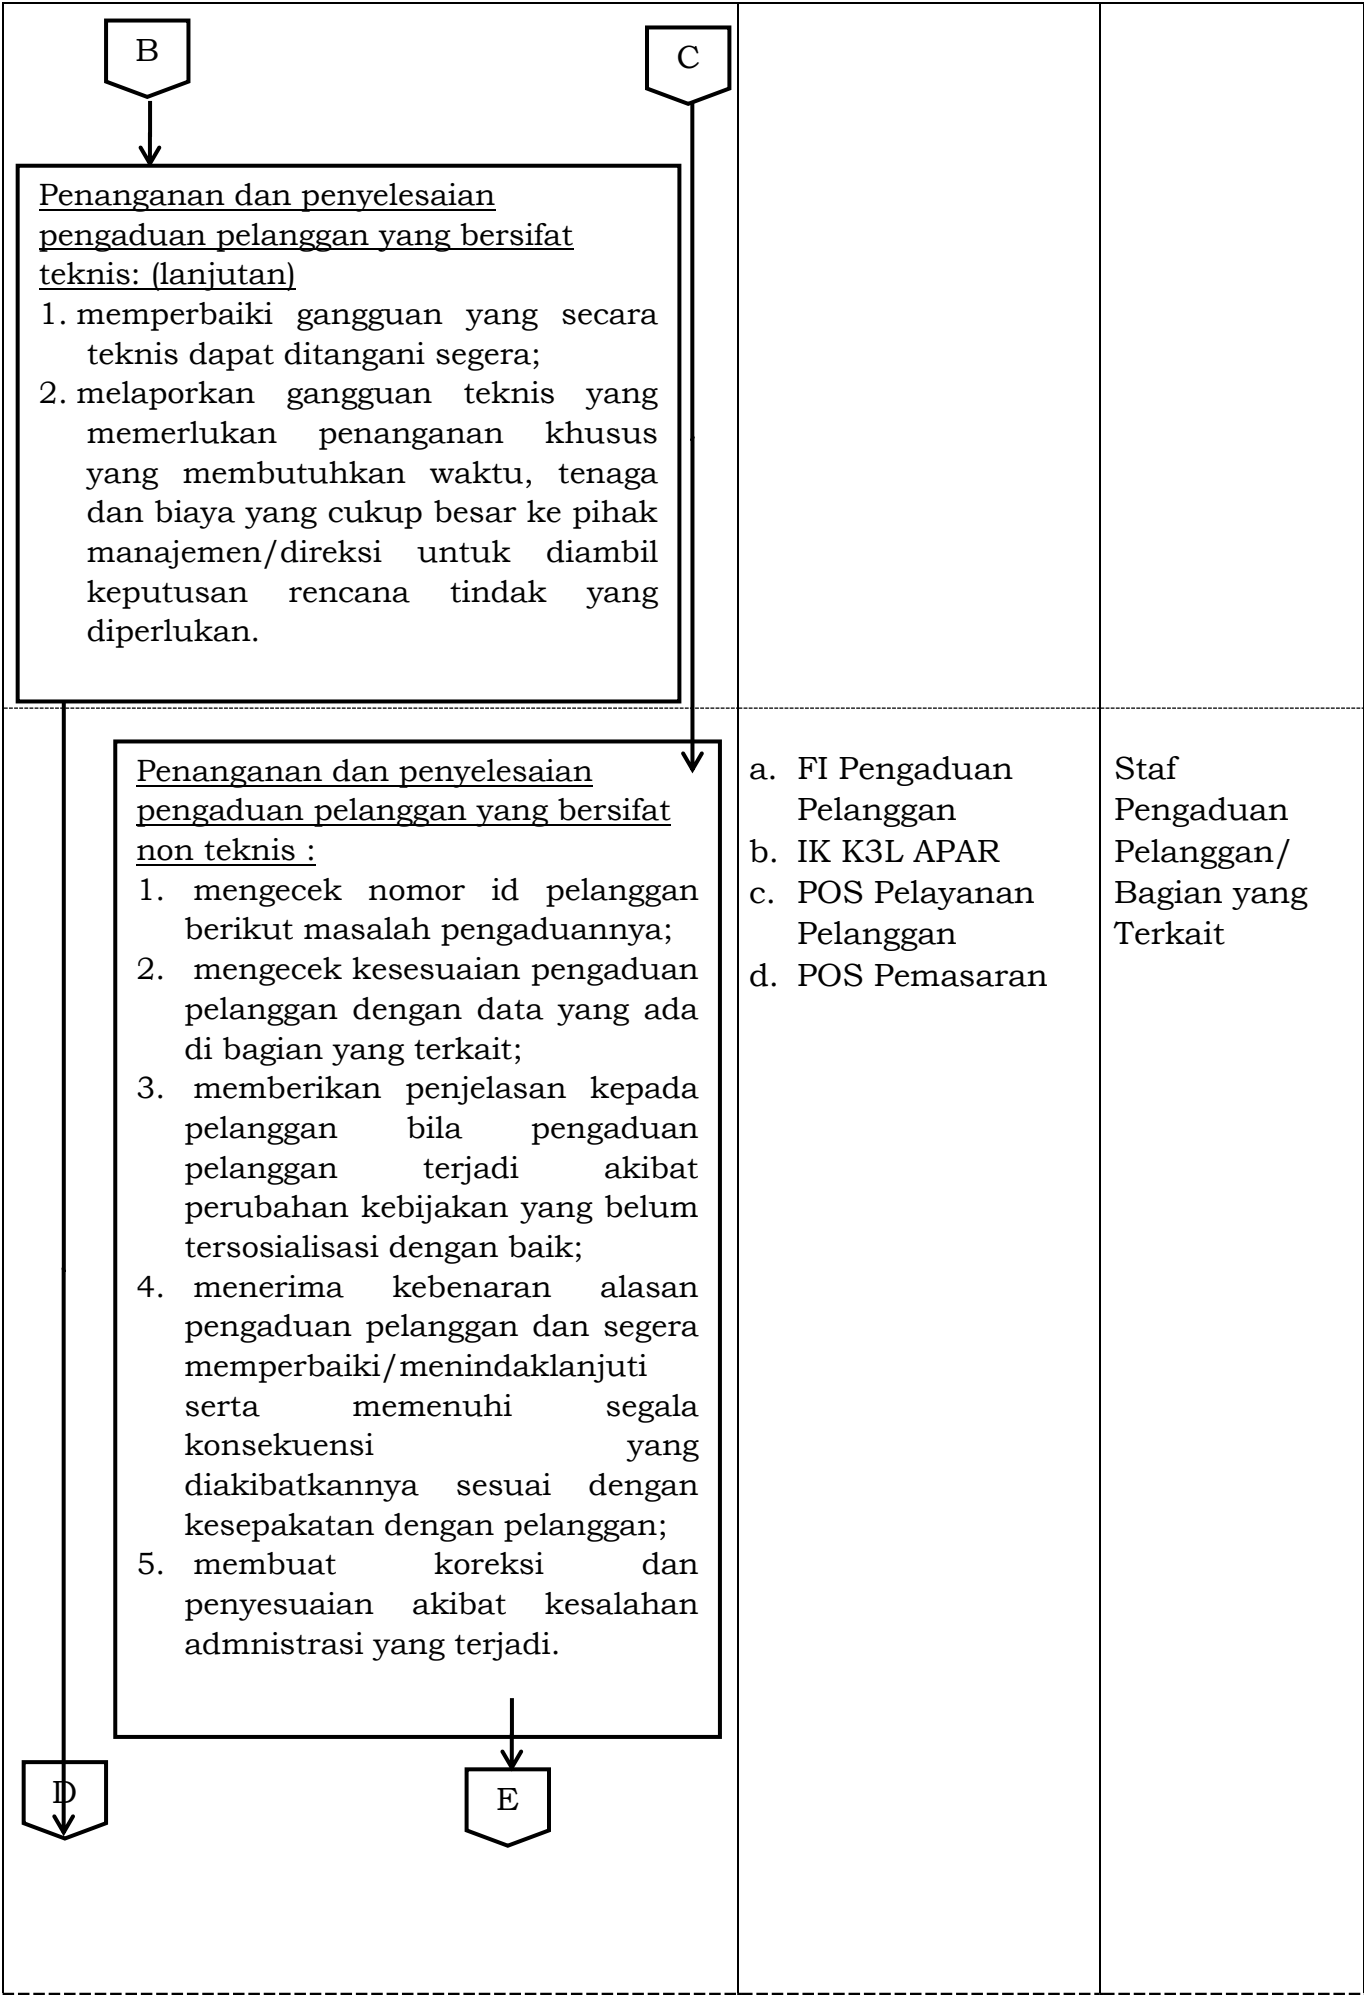 B
C
Penanganan dan penyelesaian
pengaduan pelanggan yang bersifat
teknis: (lanjutan)
1. memperbaiki gangguan yang secara
teknis dapat ditangani segera;
2. melaporkan gangguan teknis yang
memerlukan penanganan khusus
yang membutuhkan waktu, tenaga
dan biaya yang cukup besar ke pihak
manajemen/direksi untuk diambil
keputusan rencana tindak yang
diperlukan.
Penanganan dan penyelesaian
pengaduan pelanggan yang bersifat
non teknis :
1. mengecek nomor id pelanggan
berikut masalah pengaduannya;
2. mengecek kesesuaian pengaduan
pelanggan dengan data yang ada
di bagian yang terkait;
3. memberikan penjelasan kepada
pelanggan bila pengaduan
pelanggan terjadi akibat
perubahan kebijakan yang belum
tersosialisasi dengan baik;
4. menerima kebenaran alasan
pengaduan pelanggan dan segera
memperbaiki/menindaklanjuti
serta memenuhi segala
konsekuensi yang
diakibatkannya sesuai dengan
kesepakatan dengan pelanggan;
5. membuat koreksi dan
penyesuaian akibat kesalahan
admnistrasi yang terjadi.
a. FI Pengaduan
Pelanggan
b. IK K3L APAR
c. POS Pelayanan
Pelanggan
d. POS Pemasaran
Staf
Pengaduan
Pelanggan/
Bagian yang
Terkait
D
E